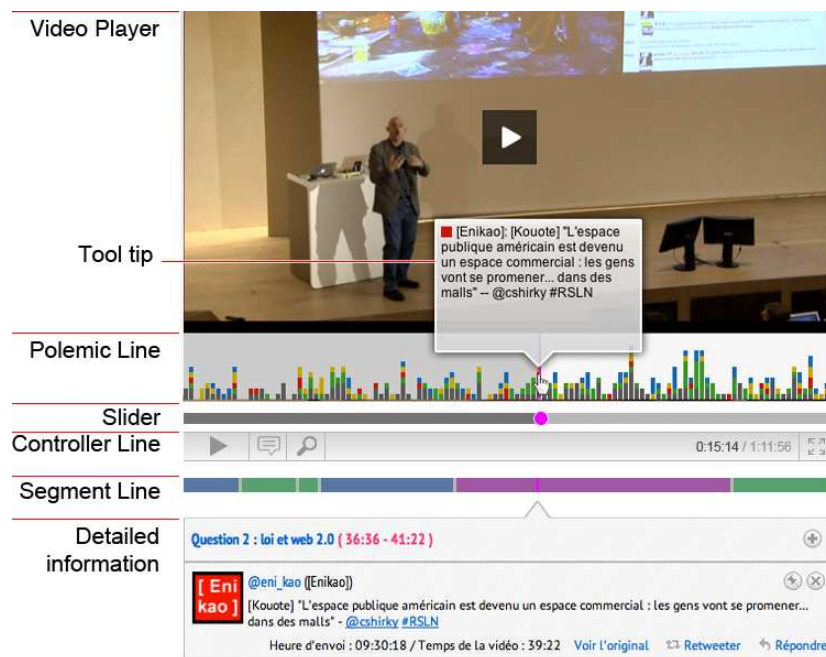 Video Player
[Enikao]: [Kouote] "L'espace
publique américain est devenu
un espace commercial : les gens
vont se promener... dans des
malls" -- @cshirky #RSLN
Tool tip
Polemic Line
Slider
Controller Line
0:15:14 / 1:11:56
Segment Line
Detailed
information
Question 2 : loi et web 2.0 ( 36:36 - 41:22 )
[ Eni
kao ]
@eni_kao ([Enikao])
[Kouote] "L'espace publique américain est devenu un espace commercial : les gens vont se promener...
dans des malls" - @cshirky #RSLN
Heure d'envoi : 09:30:18 / Temps de la vidéo : 39:22 Voir l'original Retweeter Répondre